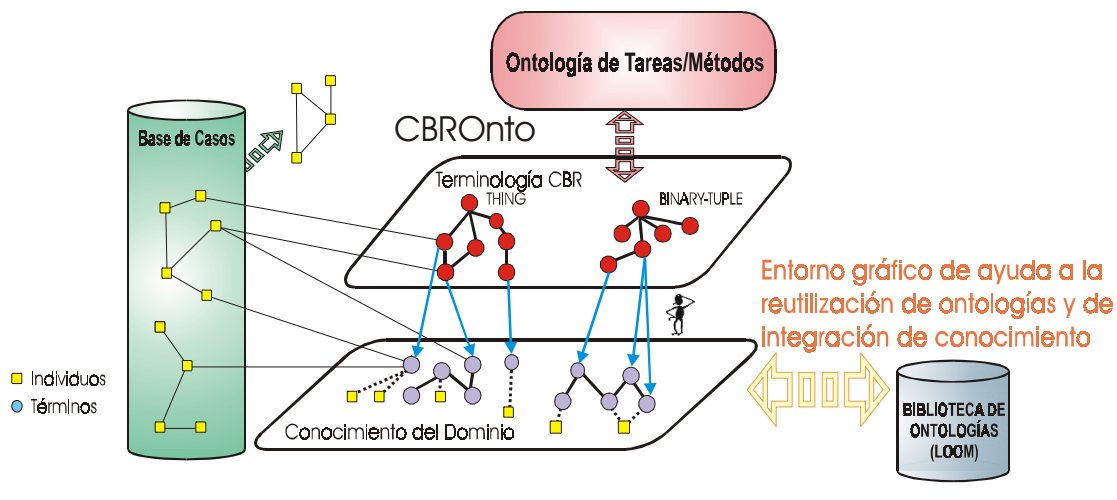 Ontología de Tareas/Métodos
Base de Casos
CBROnto
Terminología CBR
THING
BINARY-TUPLE
Entorno gráfico de ayuda a la
reutilización de ontologías y de
integración de conocimiento
Individuos
Términos
Conocimiento del Dominio
BIBLIOTECA DE
ONTOLOGÍAS
(LOOM)